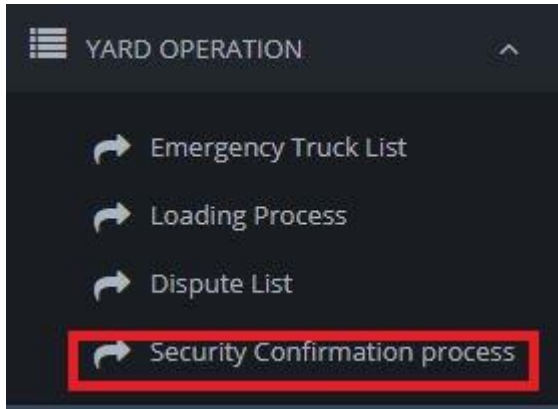 YARD OPERATION
Emergency Truck List
Loading Process
Dispute List
Security Confirmation process